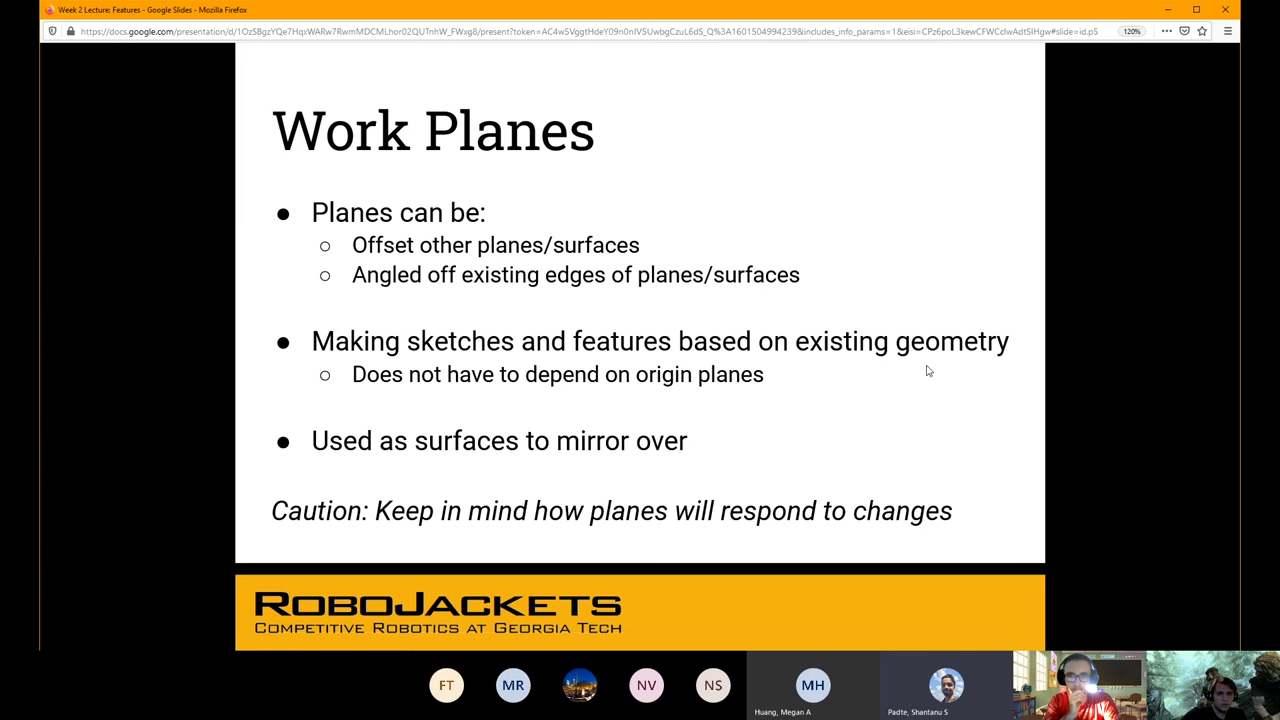 Week 2 Lecture: Features - Google Slides - Mozilla Firefox
120%
Work Planes
● Planes can be:
○ Offset other planes/surfaces
○ Angled off existing edges of planes/surfaces
● Making sketches and features based on existing geometry
○ Does not have to depend on origin planes
● Used as surfaces to mirror over
Caution: Keep in mind how planes will respond to changes
ROBOJACKETS
COMPETITIVE ROBOTICS AT GEORGIA TECH
FT MR NV NS MH
Huang, Megan A
Padte, Shantanu S